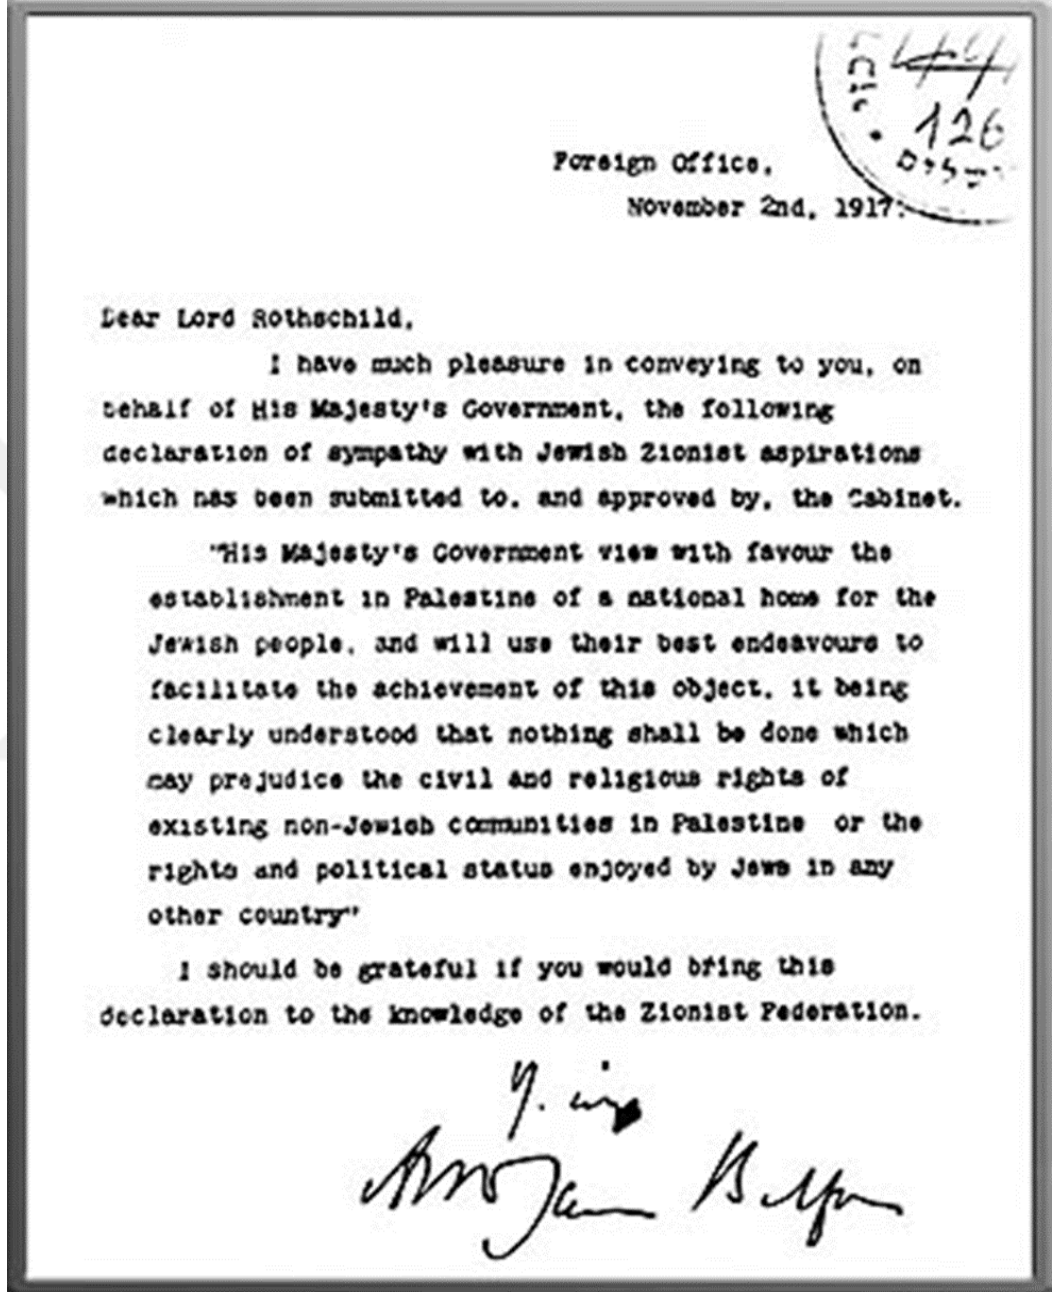 126
Foreign Office,
November 2nd, 1917.
Dear Lord Rothschild,
I have much pleasure in conveying to you, on
behalf of His Majesty's Government, the following
declaration of sympathy with Jewish Zionist aspirations
which has been submitted to, and approved by, the Cabinet.
"His Majesty's Government view with favour the
establishment in Palestine of a national home for the
Jewish people, and will use their best endeavours to
facilitate the achievement of this object, it being
clearly understood that nothing shall be done which
may prejudice the civil and religious rights of
existing non-Jewish communities in Palestine or the
rights and political status enjoyed by Jews in any
other country"
I should be grateful if you would bring this
declaration to the knowledge of the Zionist Federation.